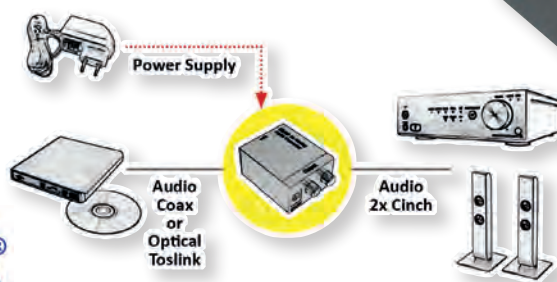 Power Supply
Audio
Coax
or
Optical
Toslink
Audio
2x Cinch